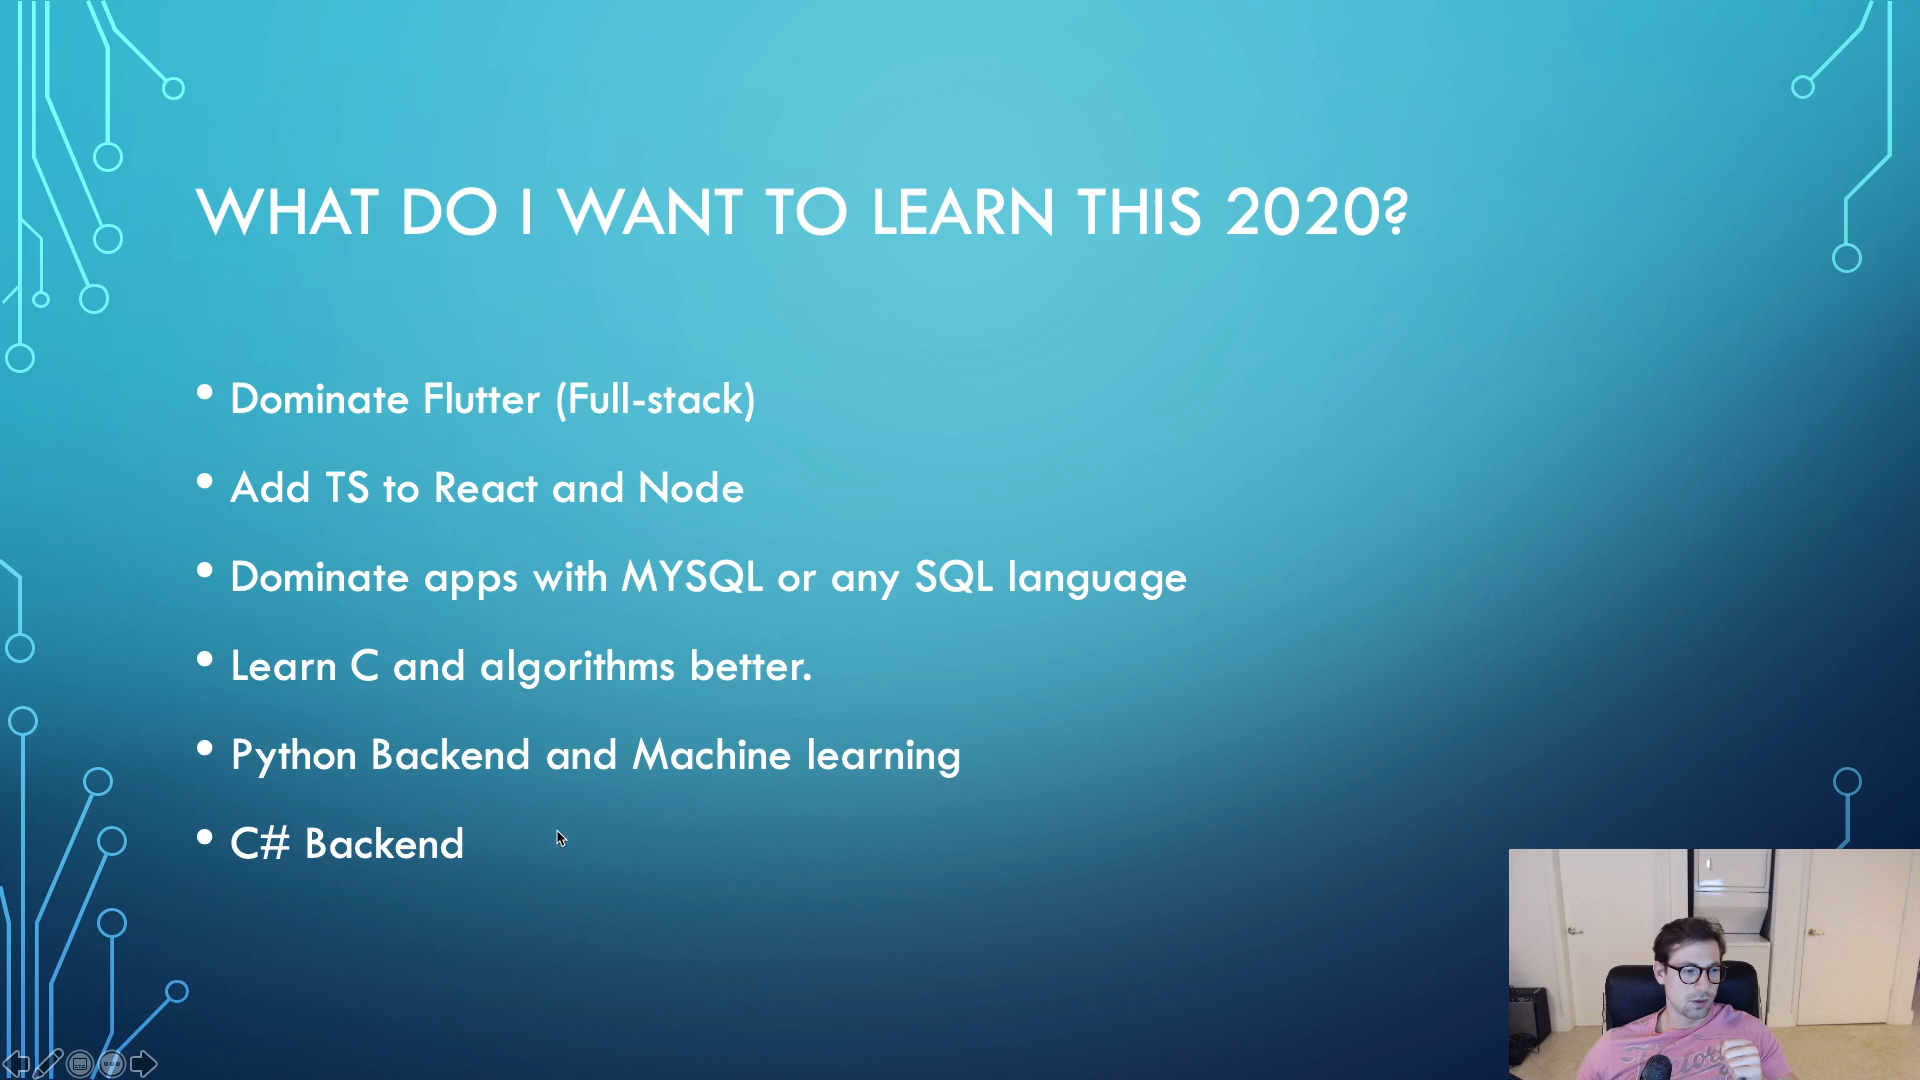 WHAT DO I WANT TO LEARN THIS 2020?
• Dominate Flutter (Full-stack)
• Add TS to React and Node
• Dominate apps with MYSQL or any SQL language
• Learn C and algorithms better.
• Python Backend and Machine learning
• C# Backend